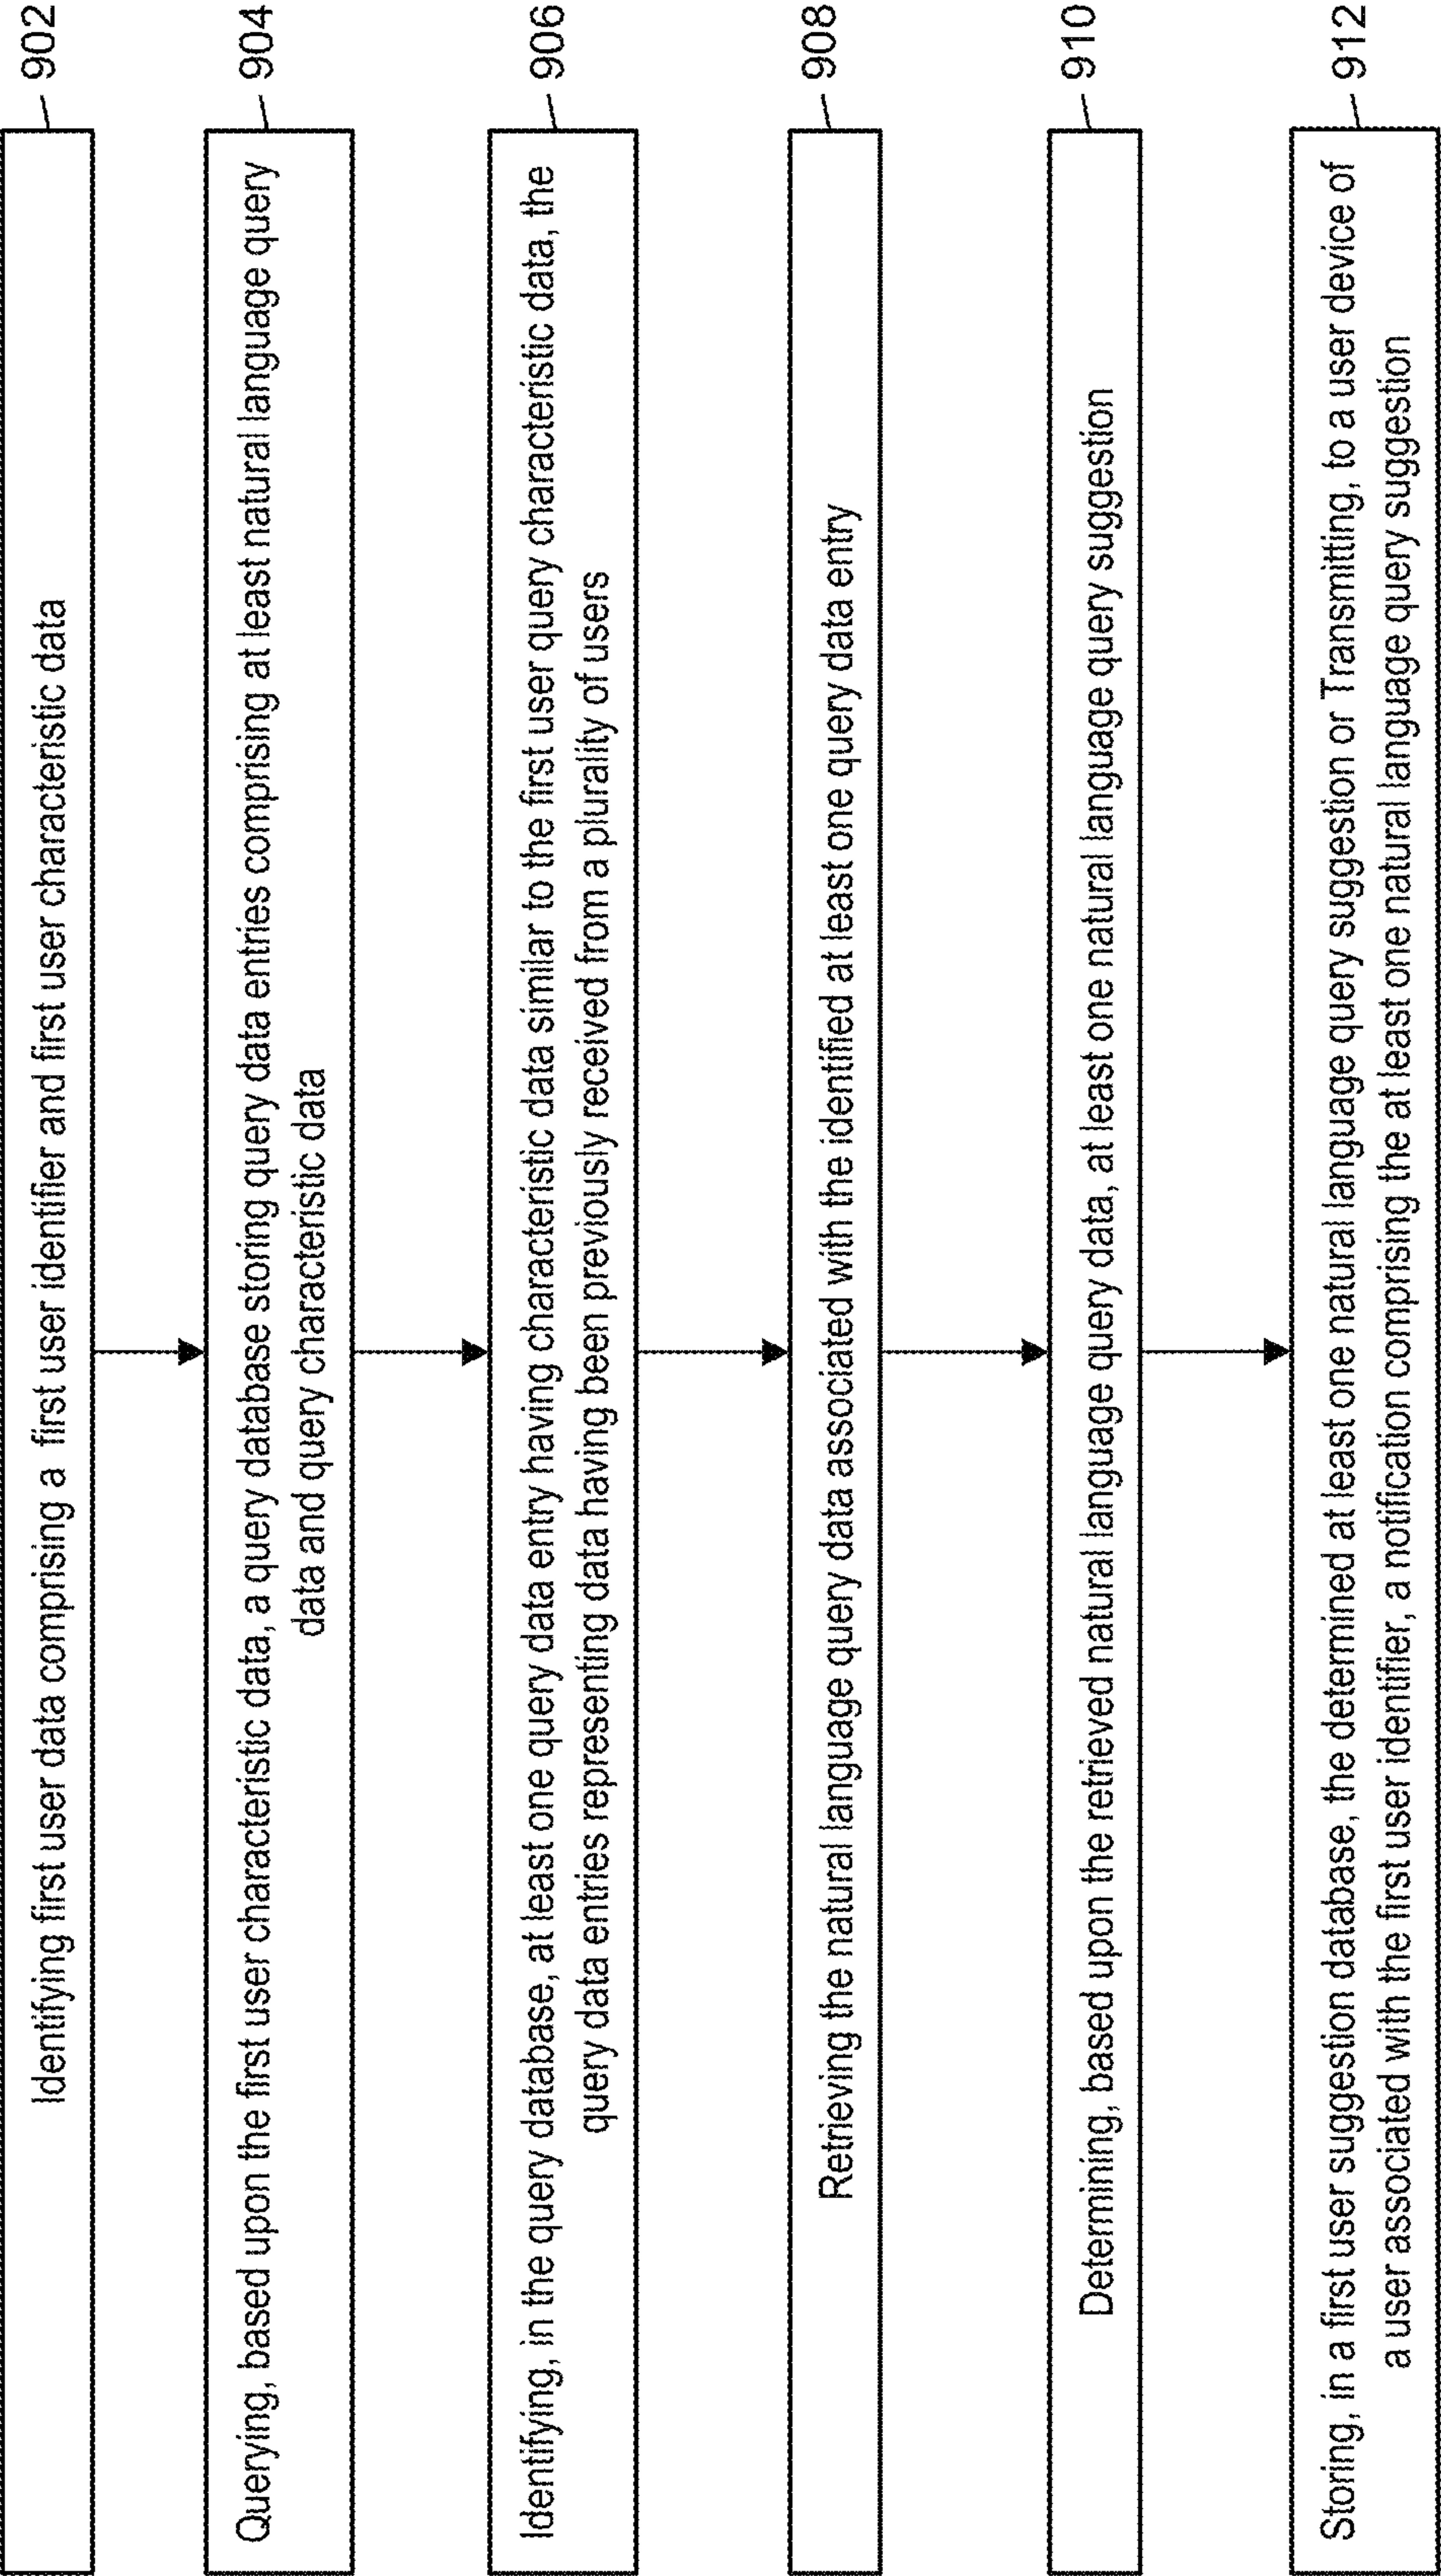 Identifying first user data comprising a first user identifier and first user characteristic data
902
Querying, based upon the first user characteristic data, a query database storing query data entries comprising at least natural language query
data and query characteristic data
904
Identifying, in the query database, at least one query data entry having characteristic data similar to the first user query characteristic data, the
query data entries representing data having been previously received from a plurality of users
906
Retrieving the natural language query data associated with the identified at least one query data entry
908
Determining, based upon the retrieved natural language query data, at least one natural language query suggestion
910
Storing, in a first user suggestion database, the determined at least one natural language query suggestion or Transmitting, to a user device of
a user associated with the first user identifier, a notification comprising the at least one natural language query suggestion
912